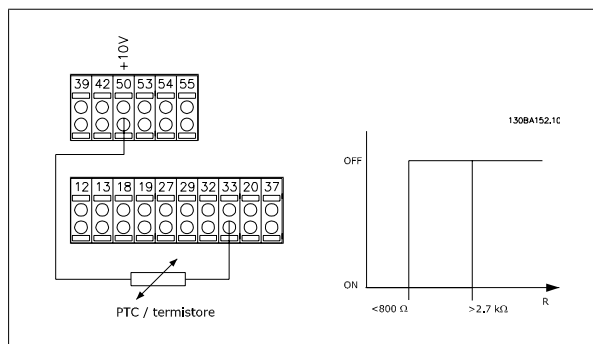 +10V
39 42 50 53 54 55
130BA152.10
OFF
12 13 18 19 27 29 32 33 20 37
ON
<800 Ω >2.7 kΩ R
PTC / termistore